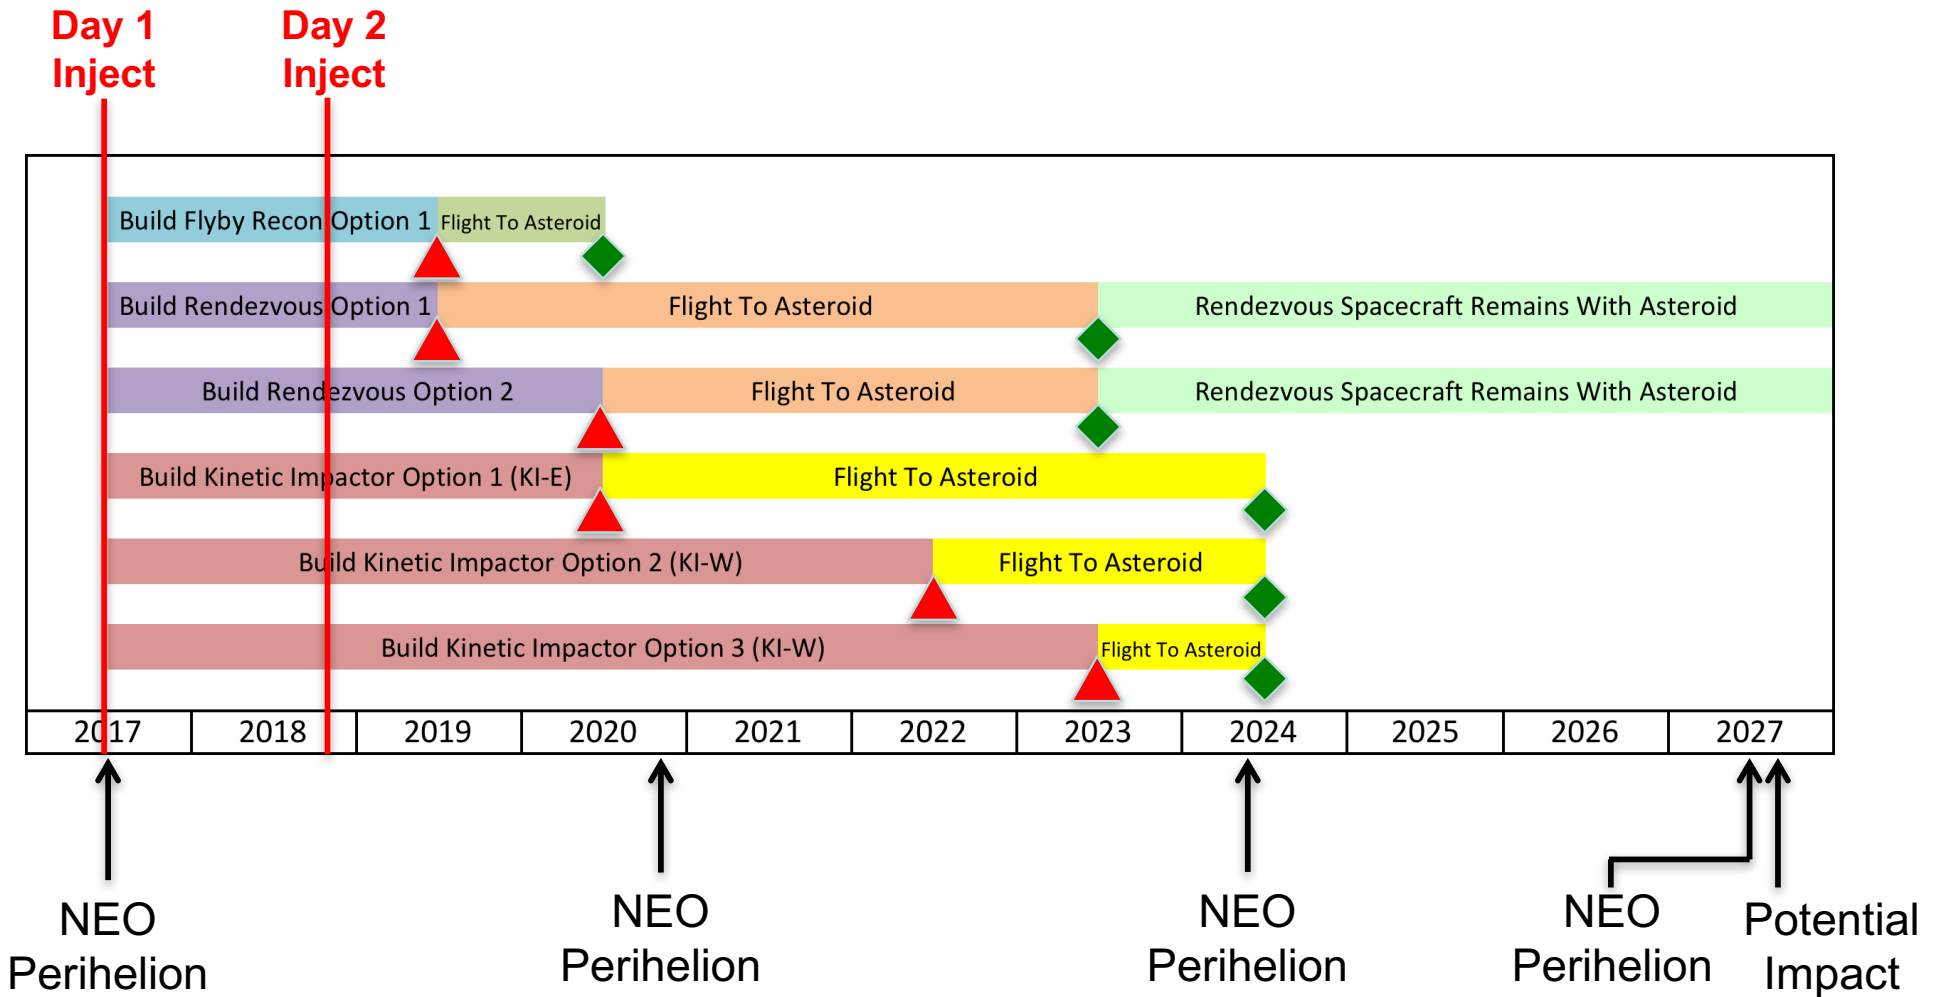 Day 1
Inject
Day 2
Inject
Build Flyby Recon Option 1
Flight To Asteroid
Build Rendezvous Option 1
Flight To Asteroid
Rendezvous Spacecraft Remains With Asteroid
Build Rendezvous Option 2
Flight To Asteroid
Rendezvous Spacecraft Remains With Asteroid
Build Kinetic Impactor Option 1 (KI-E)
Flight To Asteroid
Build Kinetic Impactor Option 2 (KI-W)
Flight To Asteroid
Build Kinetic Impactor Option 3 (KI-W)
Flight To Asteroid
2017 2018 2019 2020 2021 2022 2023 2024 2025 2026 2027
NEO
Perihelion
NEO
Perihelion
NEO
Perihelion
NEO
Perihelion
Potential
Impact